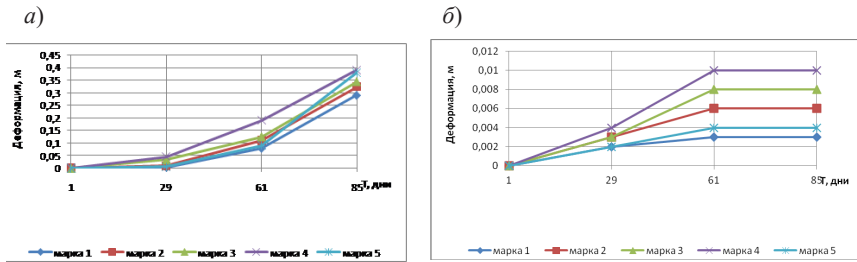 а)
б)
Деформация, м
0,45
0,4
0,35
0,3
0,25
0,2
0,15
0,1
0,05
0
1 29 61 85
Т, дни
марка 1 марка 2 марка 3 марка 4 марка 5
Деформация, м
0,012
0,01
0,008
0,006
0,004
0,002
0
1 29 61 85
Т, дни
марка 1 марка 2 марка 3 марка 4 марка 5